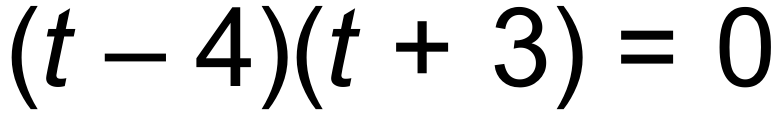 (t – 4)(t + 3) = 0